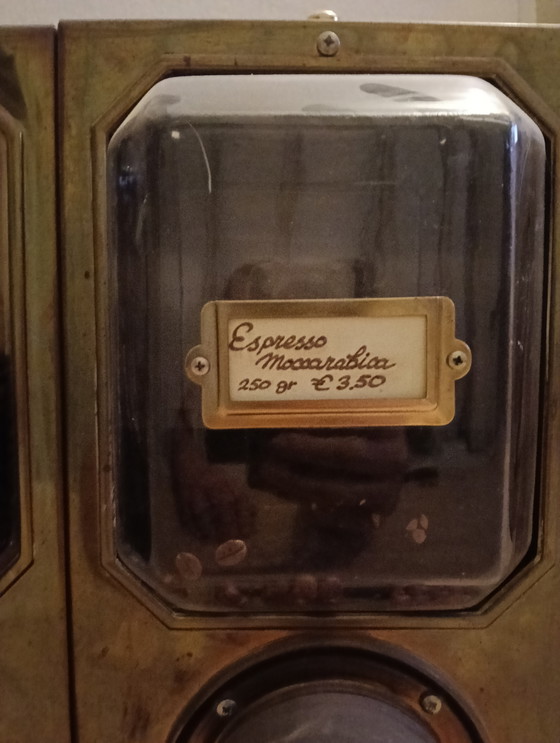 Espresso
Moccarabica
250 gr € 3,50